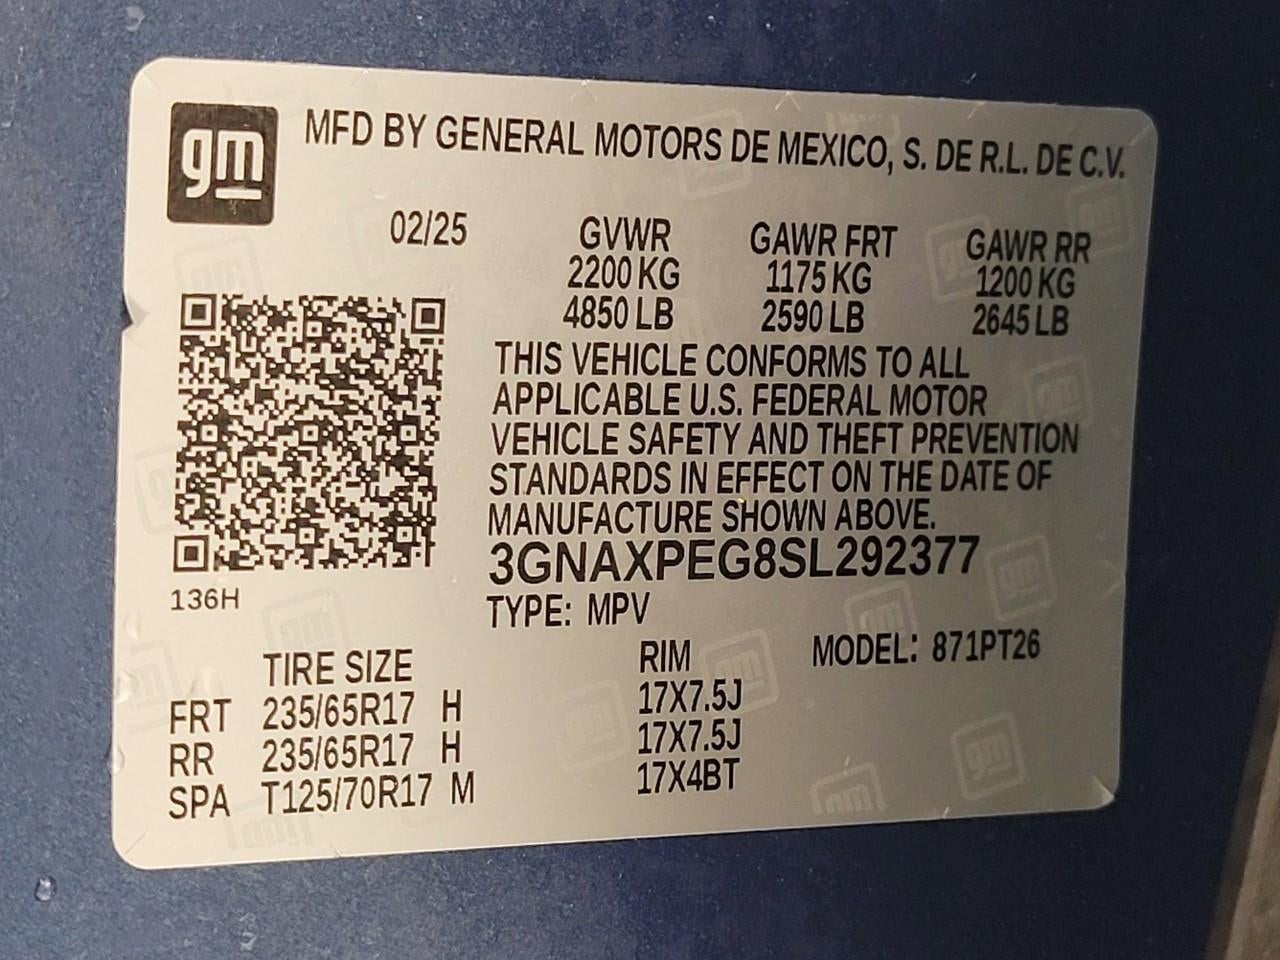 gm
MFD BY GENERAL MOTORS DE MEXICO, S. DE R.L. DE C.V.
02/25 GVWR GAWR FRT GAWR RR
2200 KG 1175 KG 1200 KG
4850 LB 2590 LB 2645 LB
THIS VEHICLE CONFORMS TO ALL
APPLICABLE U.S. FEDERAL MOTOR
VEHICLE SAFETY AND THEFT PREVENTION
STANDARDS IN EFFECT ON THE DATE OF
MANUFACTURE SHOWN ABOVE.
3GNAXPEG8SL292377
136H
TYPE: MPV
TIRE SIZE RIM MODEL: 871PT26
FRT 235/65R17 H 17X7.5J
RR 235/65R17 H 17X7.5J
SPA T125/70R17 M 17X4BT